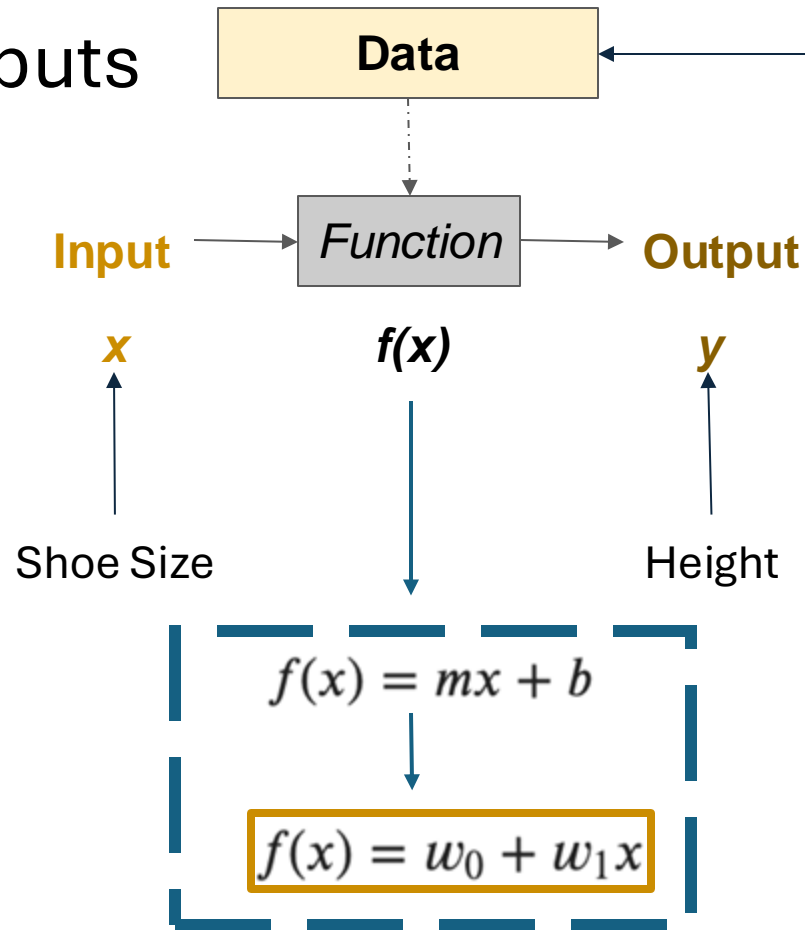 puts
Data
Input
Function
Output
x
f(x)
y
Shoe Size
Height
f(x) = mx + b
f(x) = w₀ + w₁x